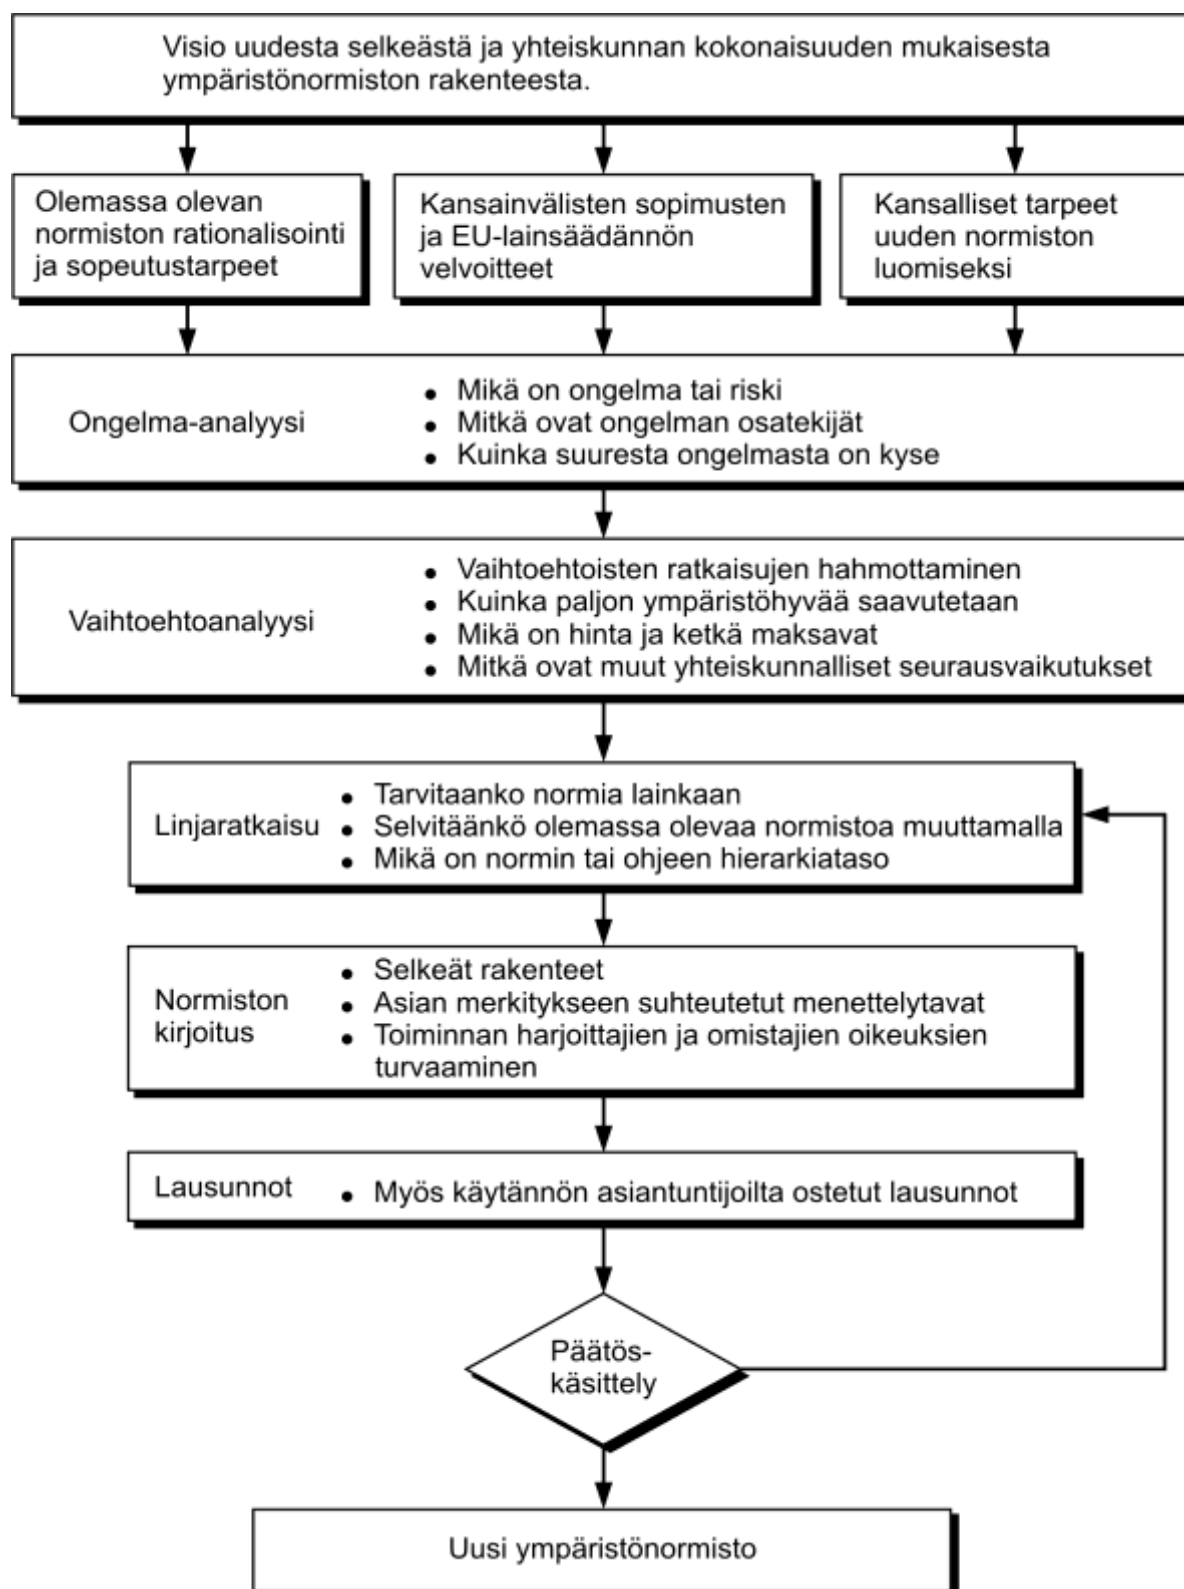 Visio uudesta selkeästä ja yhteiskunnan kokonaisuuden mukaisesta
ympäristönormiston rakenteesta.
Olemassa olevan
normiston rationalisointi
ja sopeutustarpeet
Kansainvälisten sopimusten
ja EU-lainsäädännön
velvoitteet
Kansalliset tarpeet
uuden normiston
luomiseksi
Ongelma-analyysi
• Mikä on ongelma tai riski
• Mitkä ovat ongelman osatekijät
• Kuinka suuresta ongelmasta on kyse
Vaihtoehtoanalyysi
• Vaihtoehtoisten ratkaisujen hahmottaminen
• Kuinka paljon ympäristöhyvää saavutetaan
• Mikä on hinta ja ketkä maksavat
• Mitkä ovat muut yhteiskunnalliset seurausvaikutukset
Linjaratkaisu
• Tarvitaanko normia lainkaan
• Selvitäänkö olemassa olevaa normistoa muuttamalla
• Mikä on normin tai ohjeen hierarkiataso
Normiston
kirjoitus
• Selkeät rakenteet
• Asian merkitykseen suhteutetut menettelytavat
• Toiminnan harjoittajien ja omistajien oikeuksien
turvaaminen
Lausunnot
• Myös käytännön asiantuntijoilta ostetut lausunnot
Päätös-
käsittely
Uusi ympäristönormisto